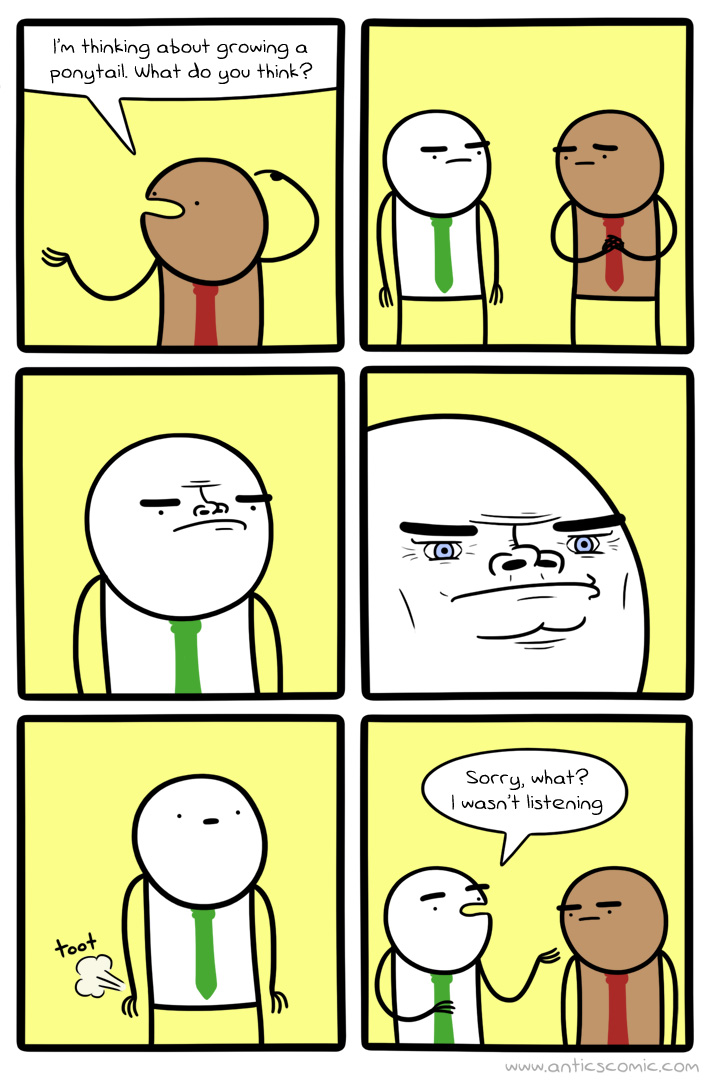 I'm thinking about growing a
ponytail. What do you think?
toot
Sorry, what?
I wasn't listening
www.anticscomic.com